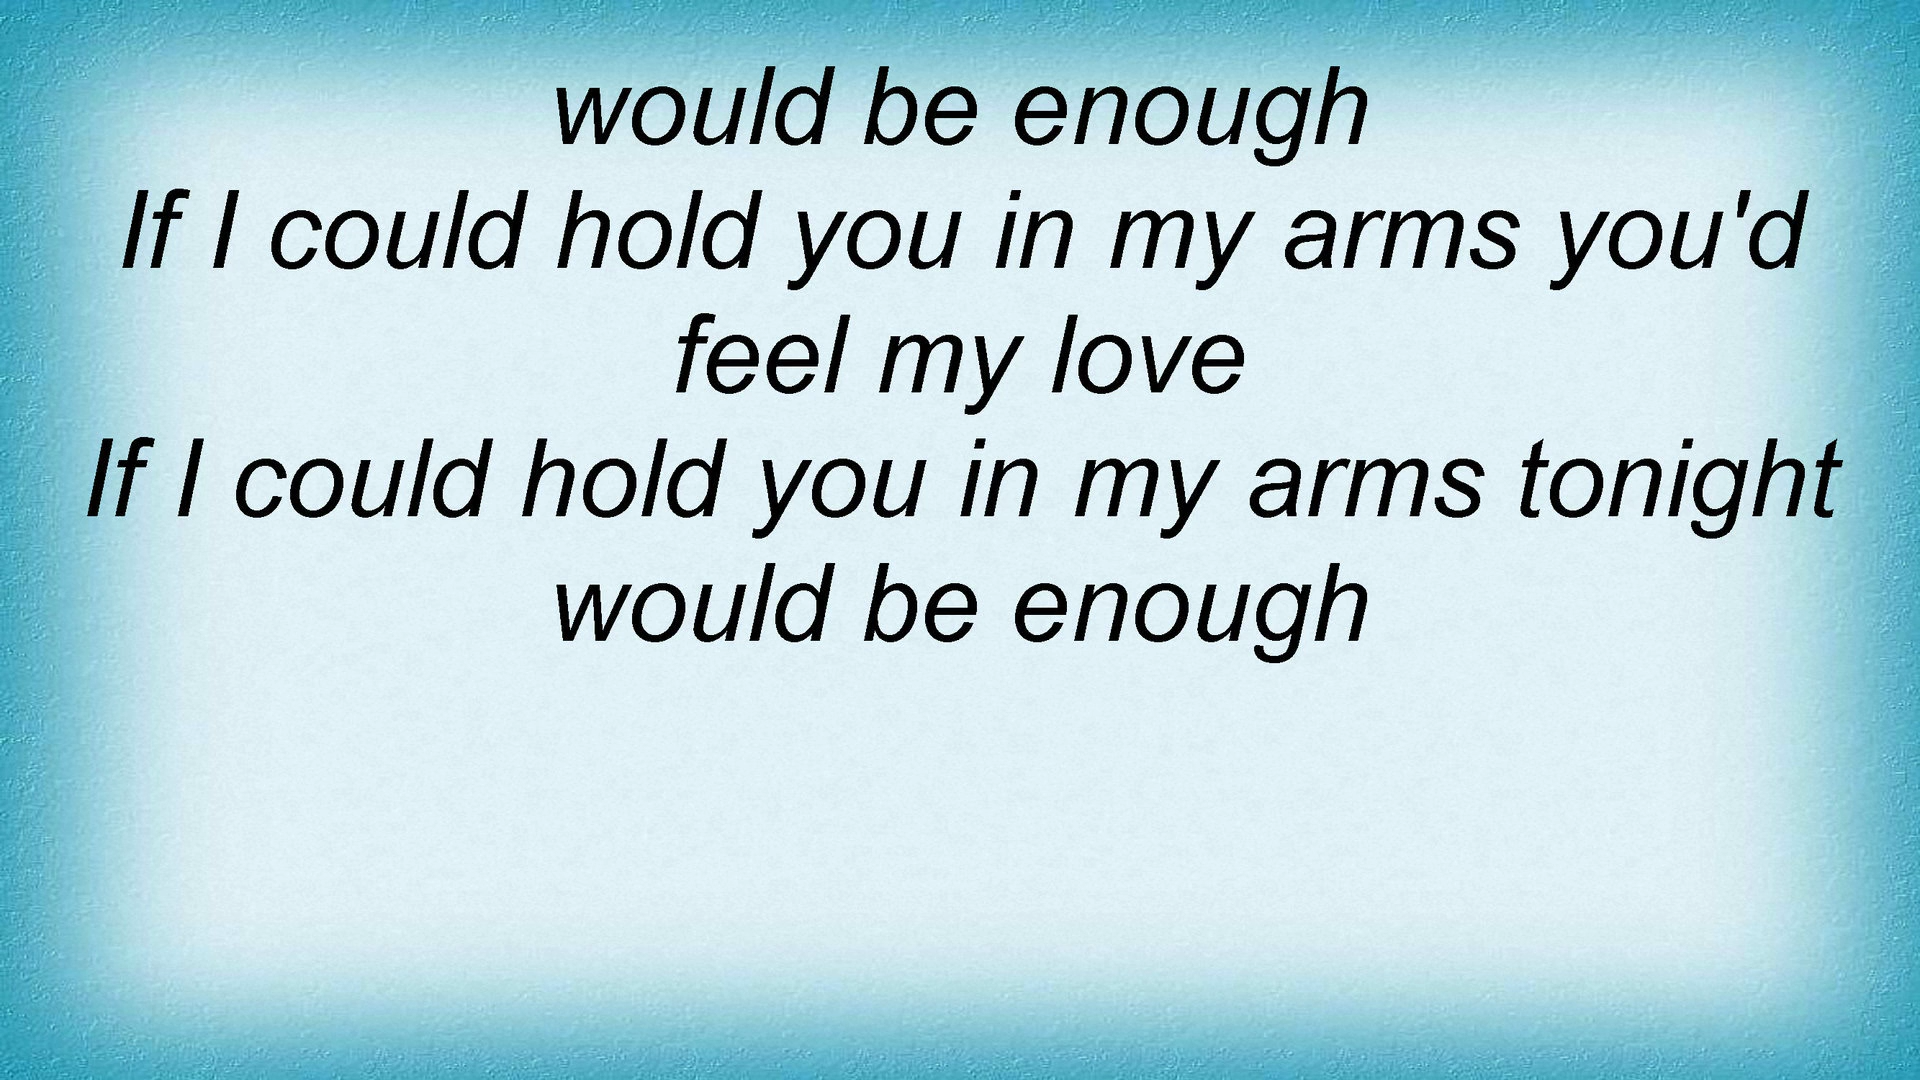 would be enough
If I could hold you in my arms you'd
feel my love
If I could hold you in my arms tonight
would be enough